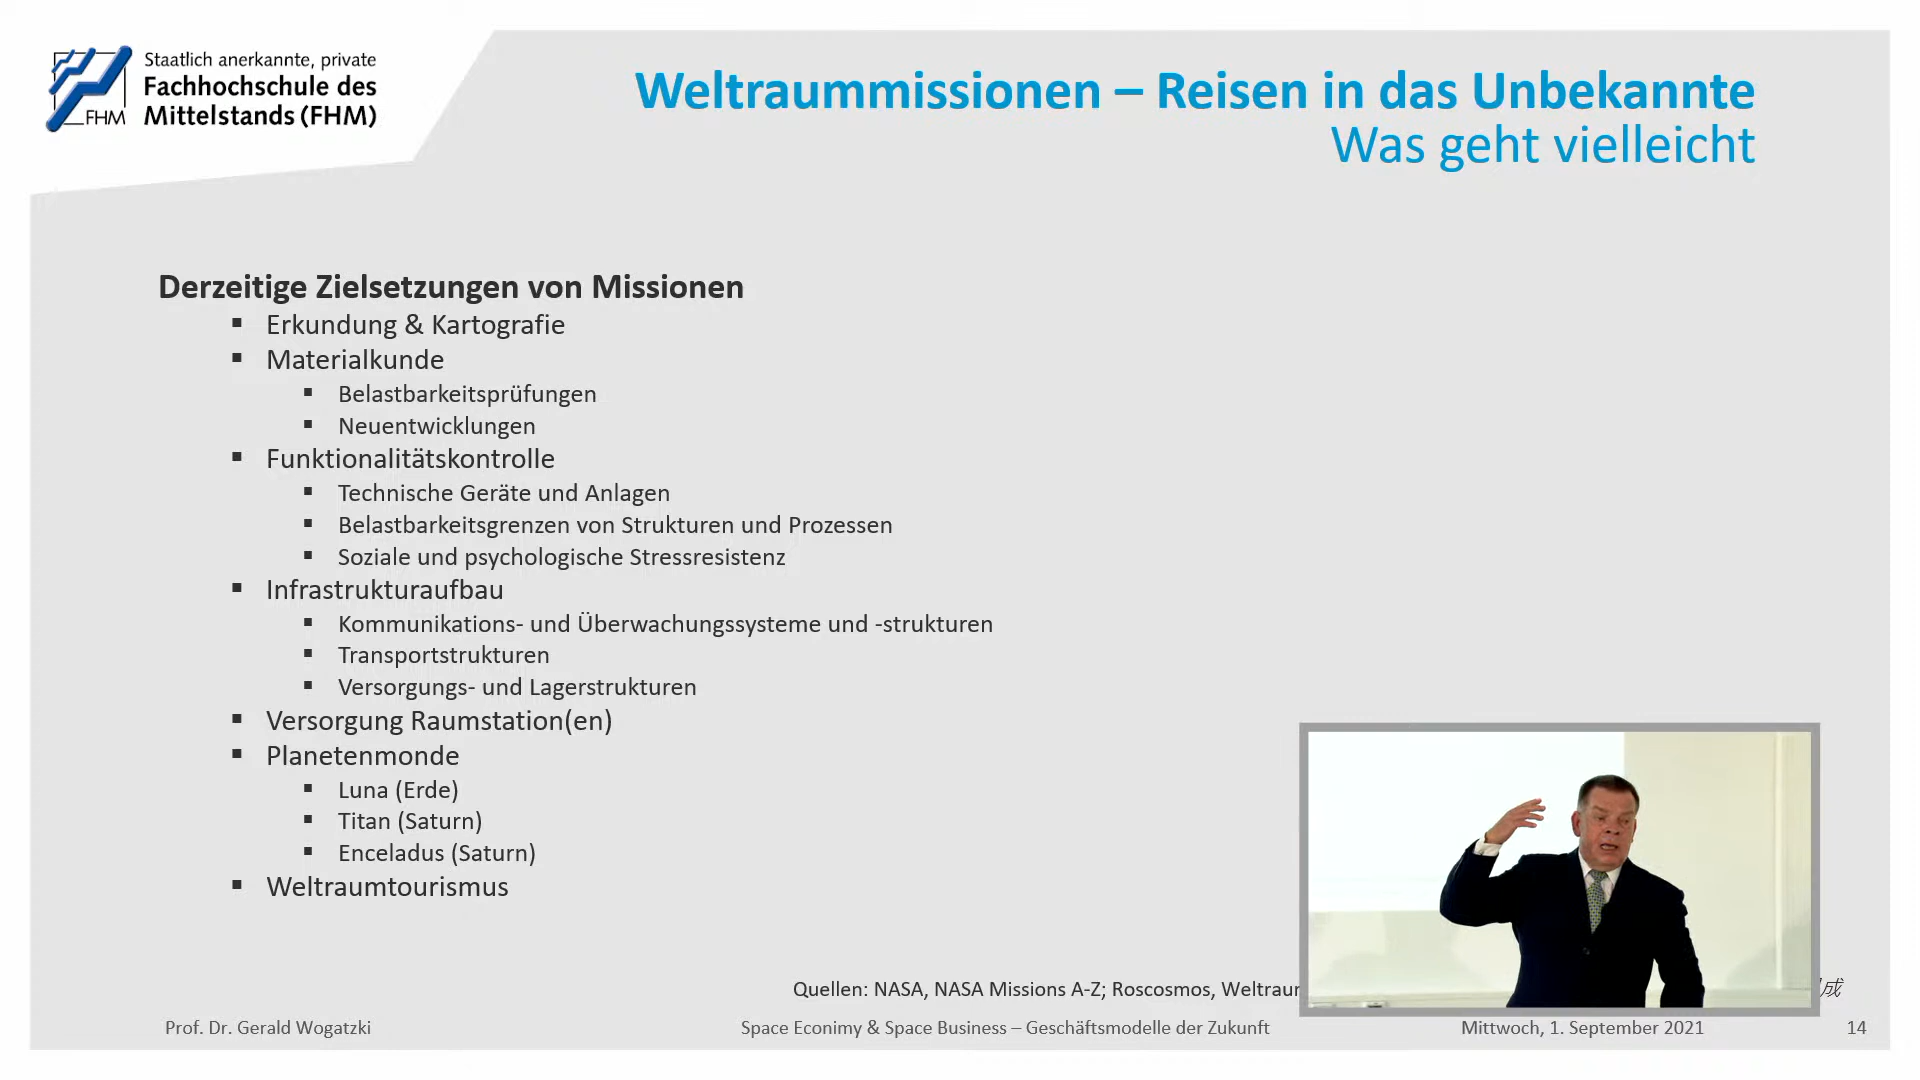 Staatlich anerkannte, private
Fachhochschule des
Mittelstands (FHM)
FHM
Weltraummissionen – Reisen in das Unbekannte
Was geht vielleicht
Derzeitige Zielsetzungen von Missionen
Erkundung & Kartografie
Materialkunde
Belastbarkeitsprüfungen
Neuentwicklungen
Funktionalitätskontrolle
Technische Geräte und Anlagen
Belastbarkeitsgrenzen von Strukturen und Prozessen
Soziale und psychologische Stressresistenz
Infrastrukturaufbau
Kommunikations- und Überwachungssysteme und -strukturen
Transportstrukturen
Versorgungs- und Lagerstrukturen
Versorgung Raumstation(en)
Planetenmonde
Luna (Erde)
Titan (Saturn)
Enceladus (Saturn)
Weltraumtourismus
Quellen: NASA, NASA Missions A-Z; Roscosmos, 成
Prof. Dr. Gerald Wogatzki
Space Econimy & Space Business – Geschäftsmodelle der Zukunft
Mittwoch, 1. September 2021
14